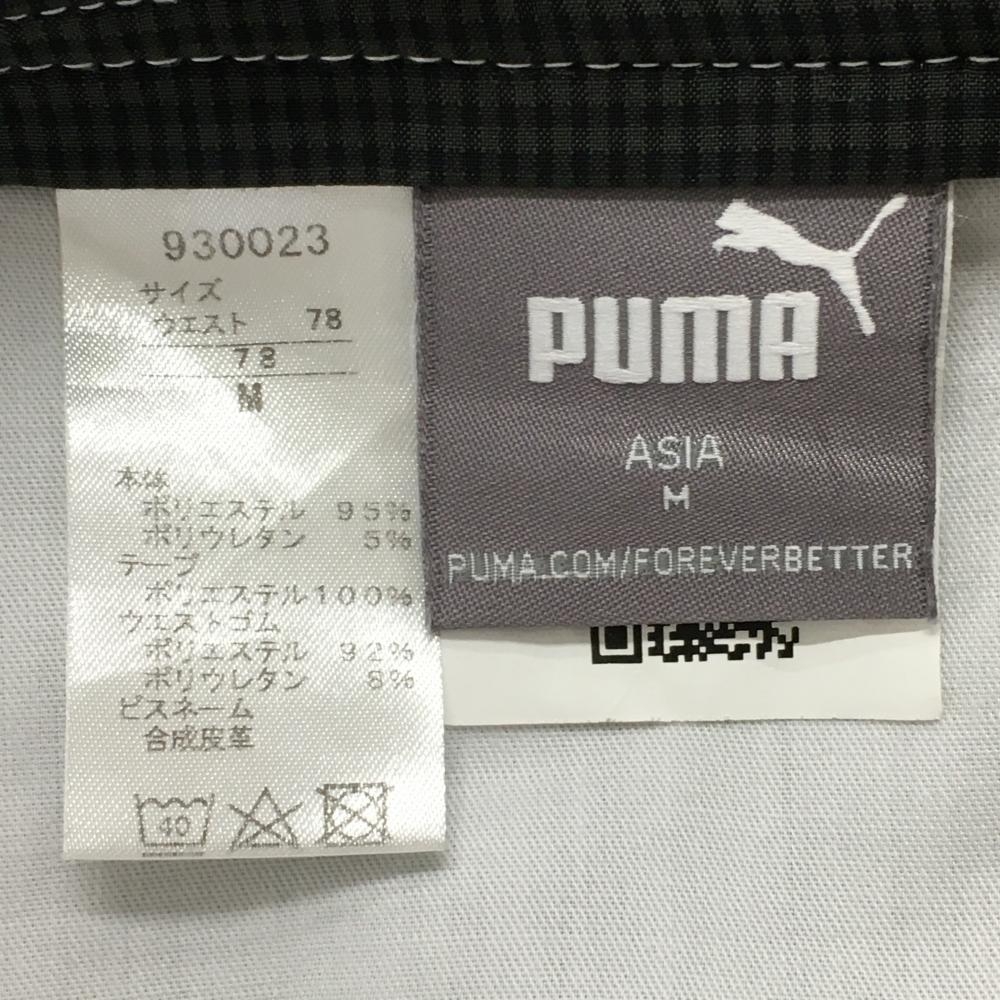 930023
サイズ
ウエスト 78
78
M
本体
ポリエステル 95%
ポリウレタン 5%
テープ
ポリエステル 100%
ウエストゴム
ポリエステル 92%
ポリウレタン 8%
ピスネーム
合成皮革
40
PUMA
ASIA
M
PUMA.COM/FOREVERBETTER